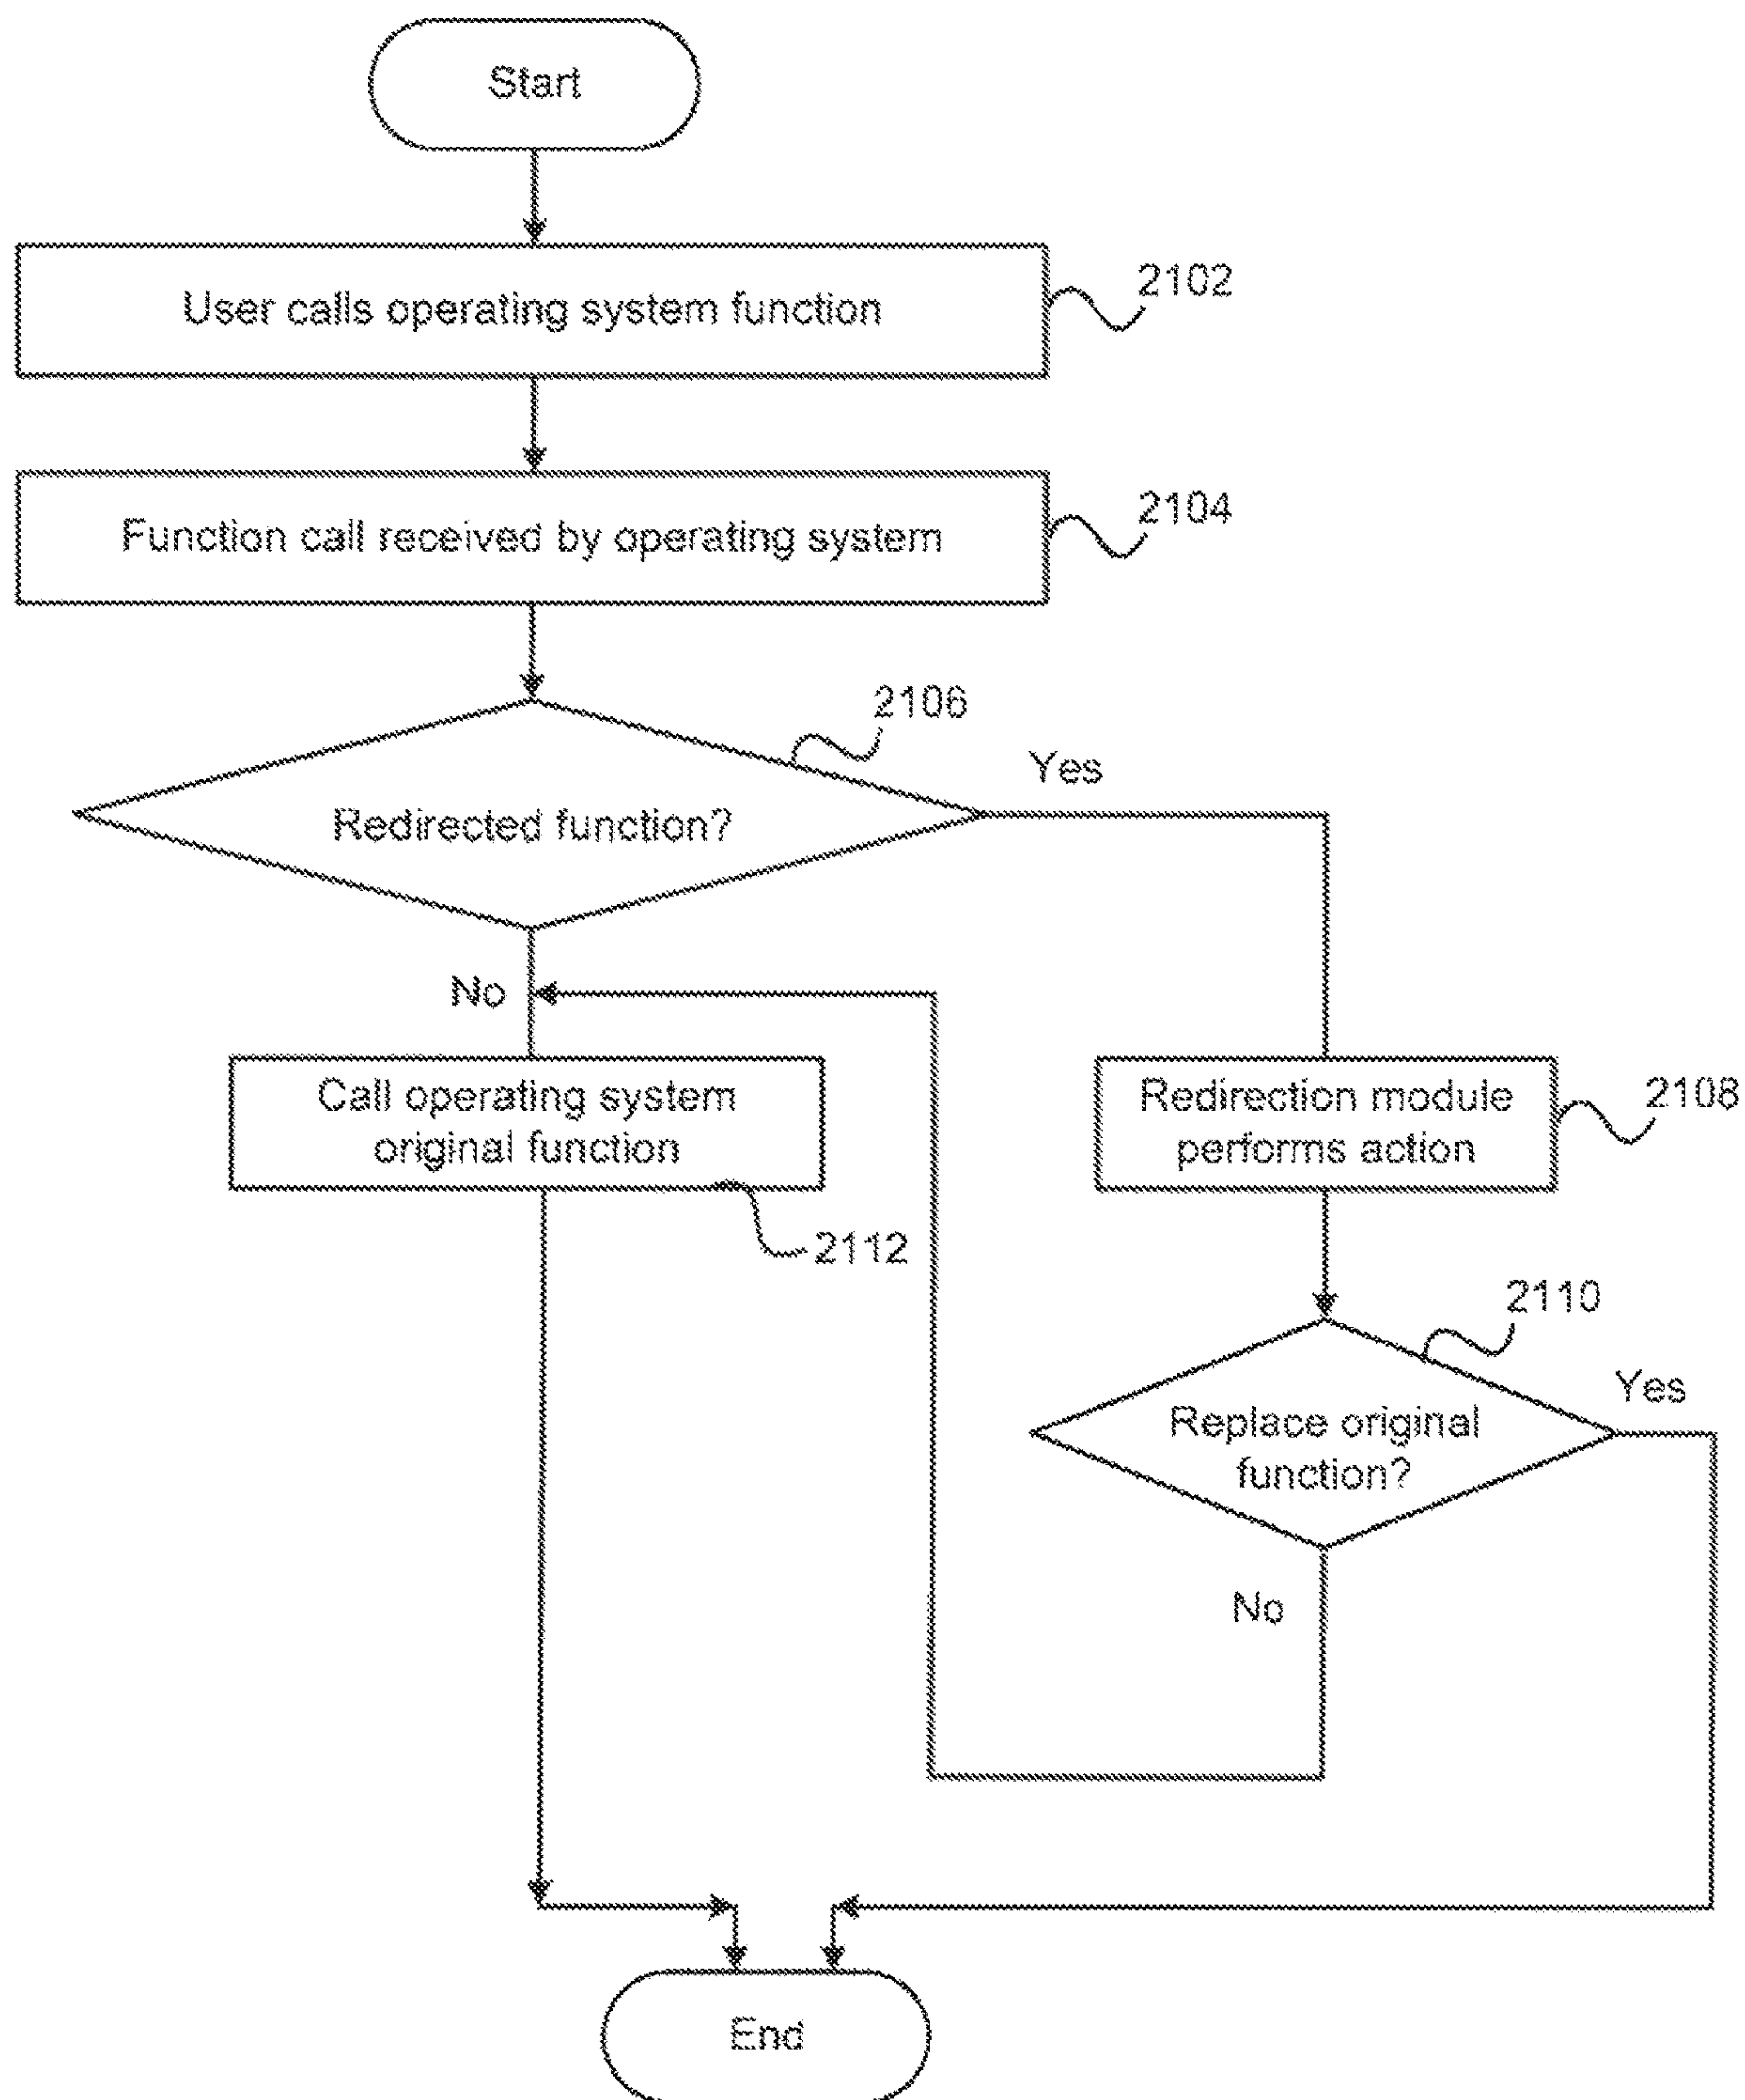 Start
User calls operating system function
2102
Function call received by operating system
2104
2106
Yes
Redirected function?
No
Call operating system
original function
2112
Redirection module
performs action
2108
2110
Yes
Replace original
function?
No
End